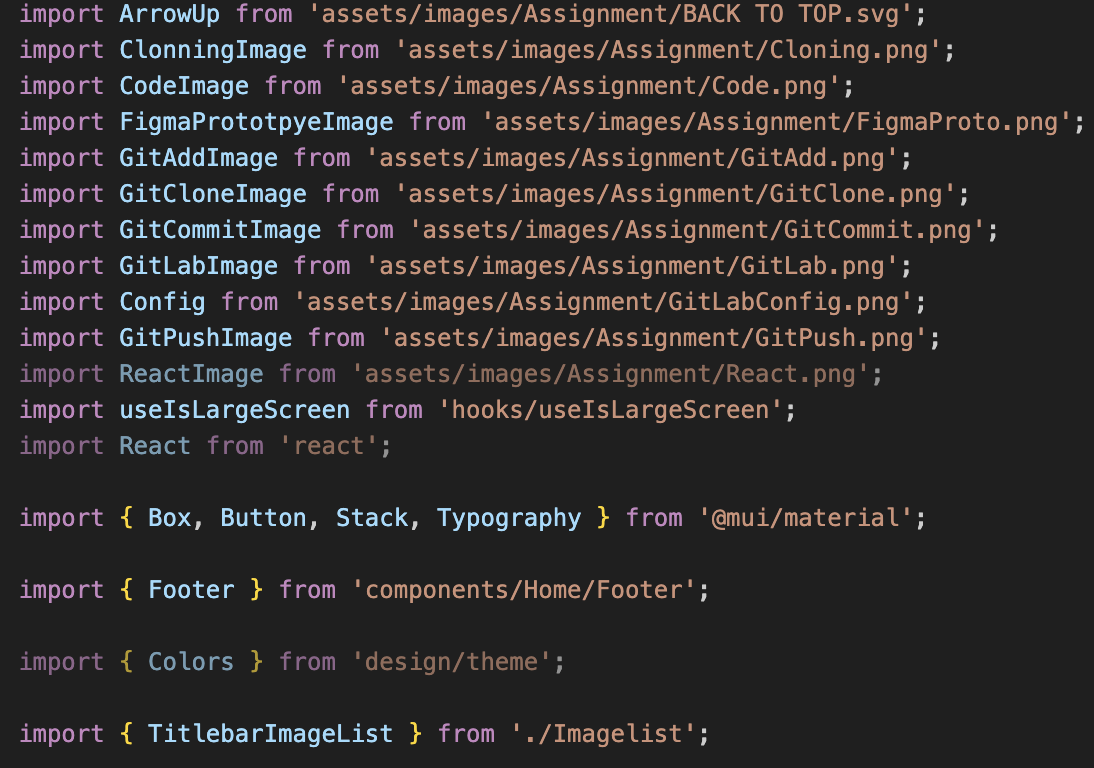 import ArrowUp from 'assets/images/Assignment/BACK TO TOP.svg';
import ClonningImage from 'assets/images/Assignment/Cloning.png';
import CodeImage from 'assets/images/Assignment/Code.png';
import FigmaPrototpyeImage from 'assets/images/Assignment/FigmaProto.png';
import GitAddImage from 'assets/images/Assignment/GitAdd.png';
import GitCloneImage from 'assets/images/Assignment/GitClone.png';
import GitCommitImage from 'assets/images/Assignment/GitCommit.png';
import GitLabImage from 'assets/images/Assignment/GitLab.png';
import Config from 'assets/images/Assignment/GitLabConfig.png';
import GitPushImage from 'assets/images/Assignment/GitPush.png';
import ReactImage from 'assets/images/Assignment/React.png';
import useIsLargeScreen from 'hooks/useIsLargeScreen';
import React from 'react';
import { Box, Button, Stack, Typography } from '@mui/material';
import { Footer } from 'components/Home/Footer';
import { Colors } from 'design/theme';
import { TitlebarImageList } from './Imagelist';